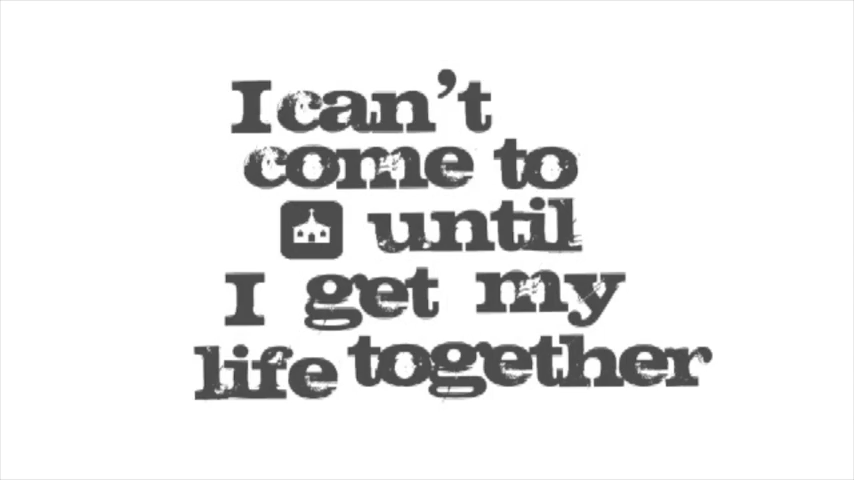 I can't
come to
until
I get my
life together